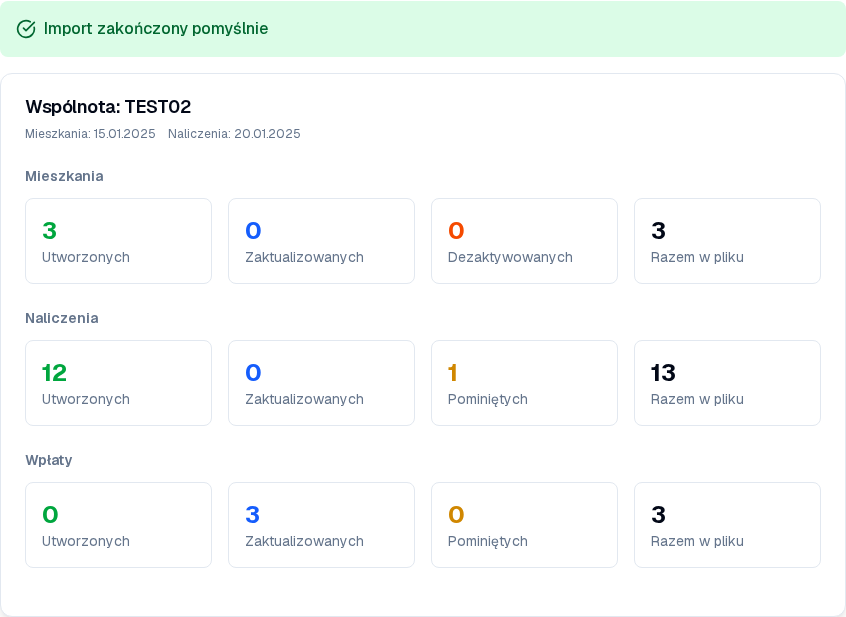 Import zakończony pomyślnie
Wspólnota: TEST02
Mieszkania: 15.01.2025 Naliczenia: 20.01.2025
Mieszkania
3 0 0 3
Utworzonych Zaktualizowanych Dezaktywowanych Razem w pliku
Naliczenia
12 0 1 13
Utworzonych Zaktualizowanych Pominiętych Razem w pliku
Wpłaty
0 3 0 3
Utworzonych Zaktualizowanych Pominiętych Razem w pliku